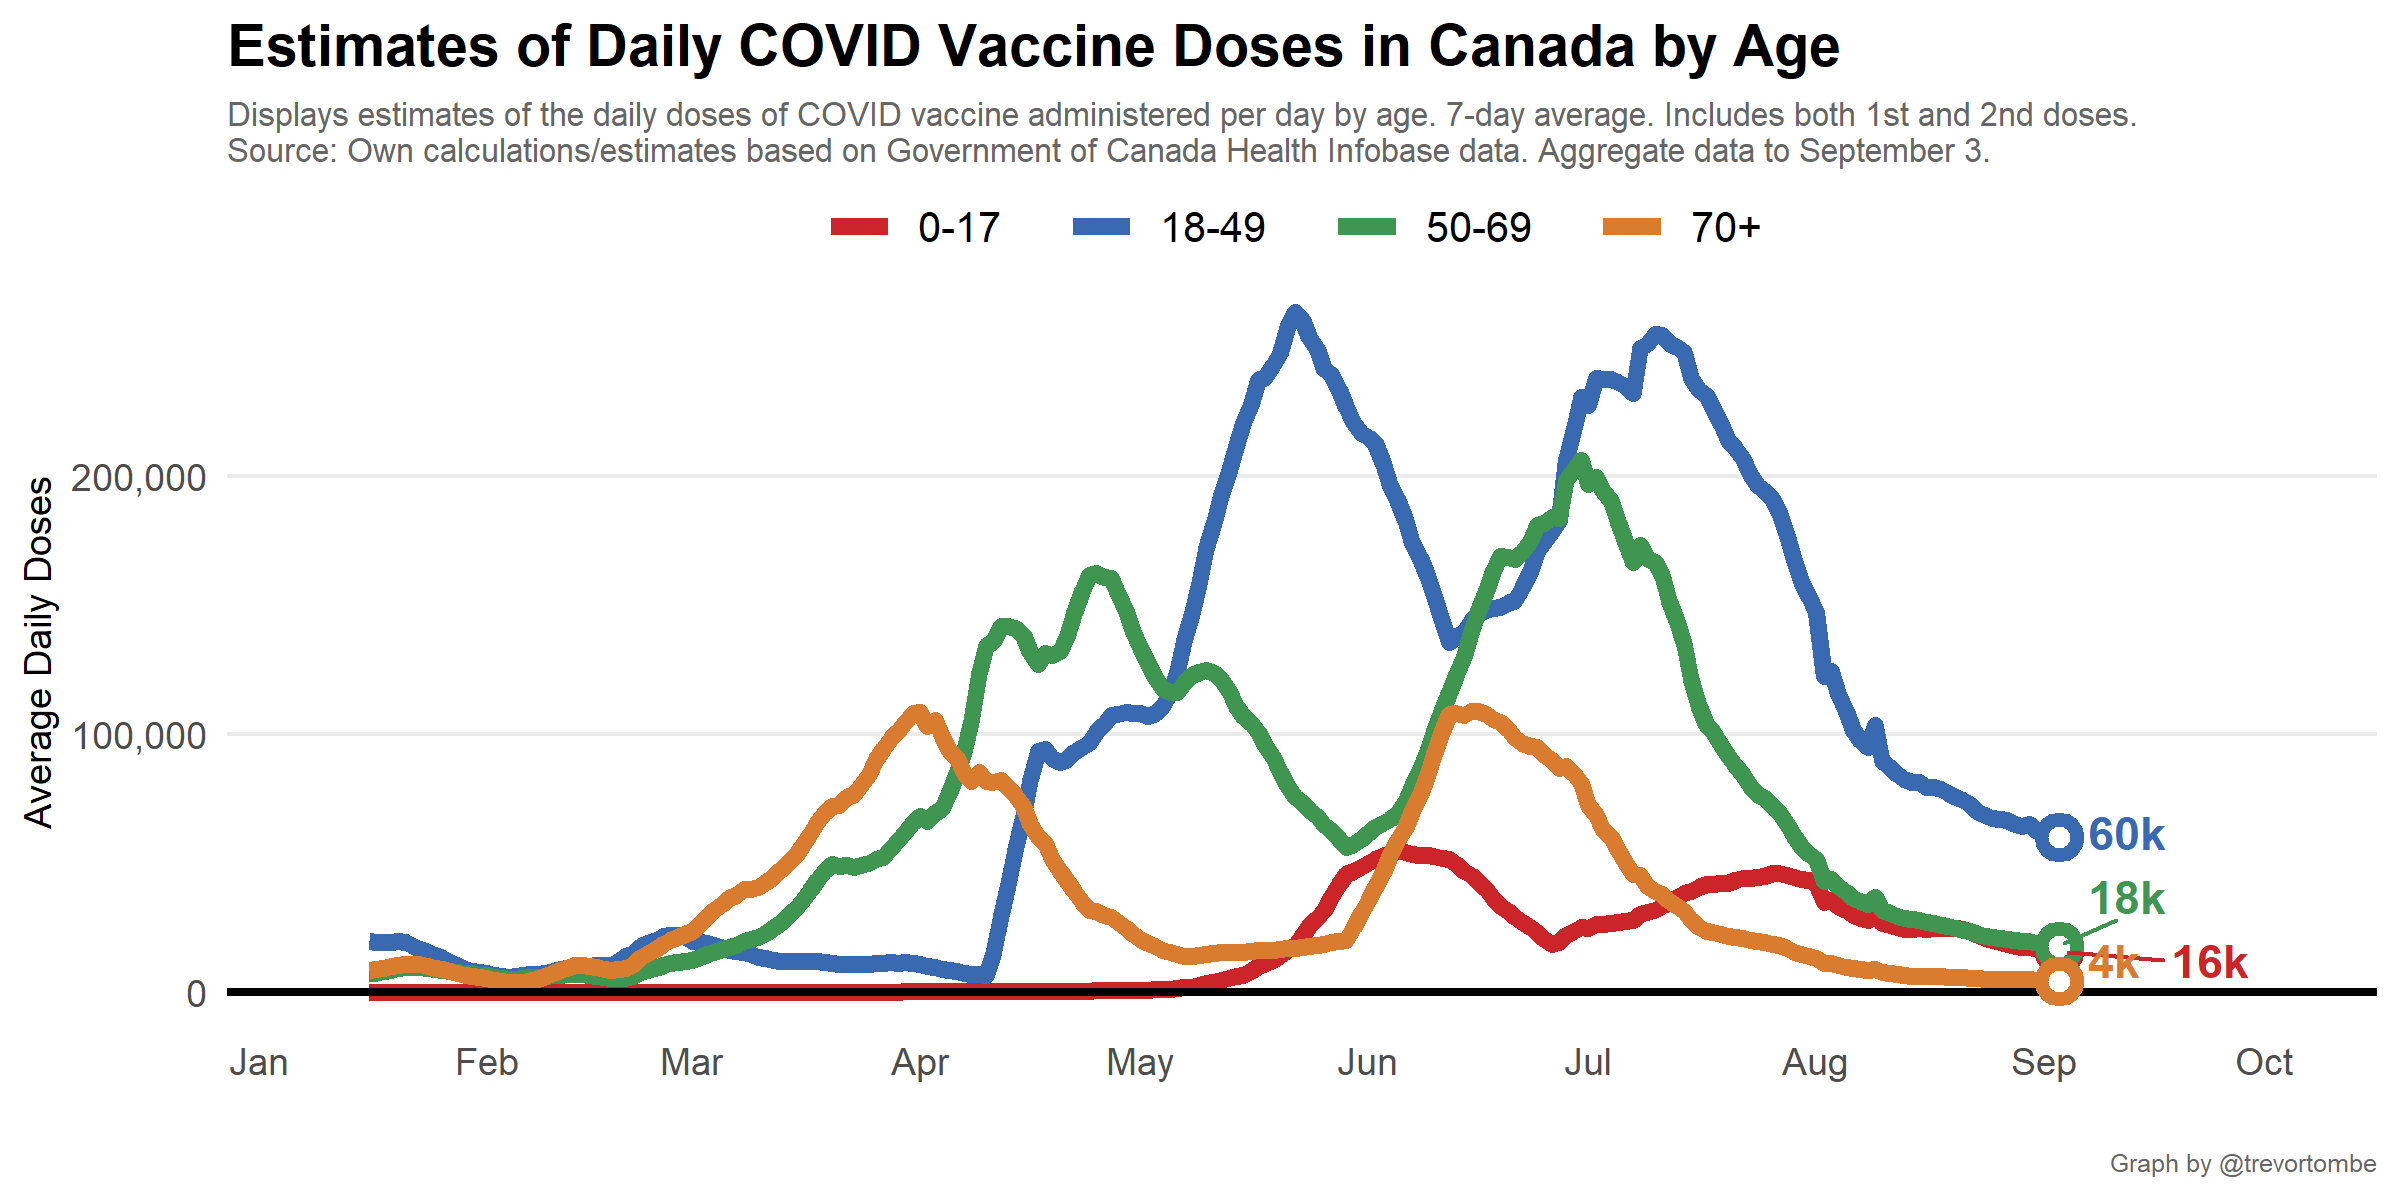 Estimates of Daily COVID Vaccine Doses in Canada by Age
Displays estimates of the daily doses of COVID vaccine administered per day by age. 7-day average. Includes both 1st and 2nd doses.
Source: Own calculations/estimates based on Government of Canada Health Infobase data. Aggregate data to September 3.
0-17 18-49 50-69 70+
Average Daily Doses
200,000
100,000
0
60k
18k
4k 16k
Jan Feb Mar Apr May Jun Jul Aug Sep Oct
Graph by @trevortombe